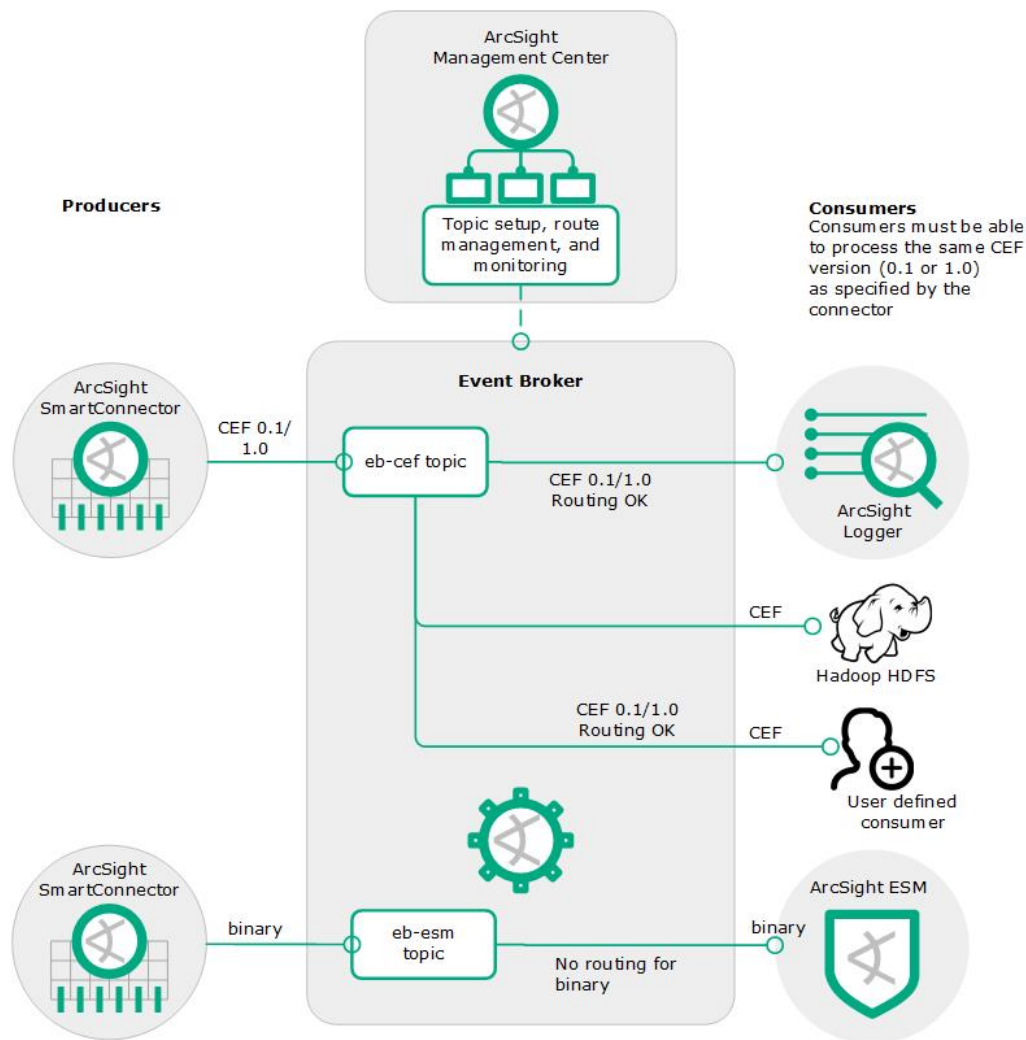 ArcSight
Management Center
Topic setup, route
management, and
monitoring
Producers
Consumers
Consumers must be able
to process the same CEF
version (0.1 or 1.0)
as specified by the
connector
Event Broker
ArcSight
SmartConnector
CEF 0.1/
1.0
eb-cef topic
CEF 0.1/1.0
Routing OK
ArcSight
Logger
CEF
Hadoop HDFS
CEF 0.1/1.0
Routing OK
CEF
User defined
consumer
ArcSight
SmartConnector
binary
eb-esm
topic
No routing for
binary
binary
ArcSight ESM